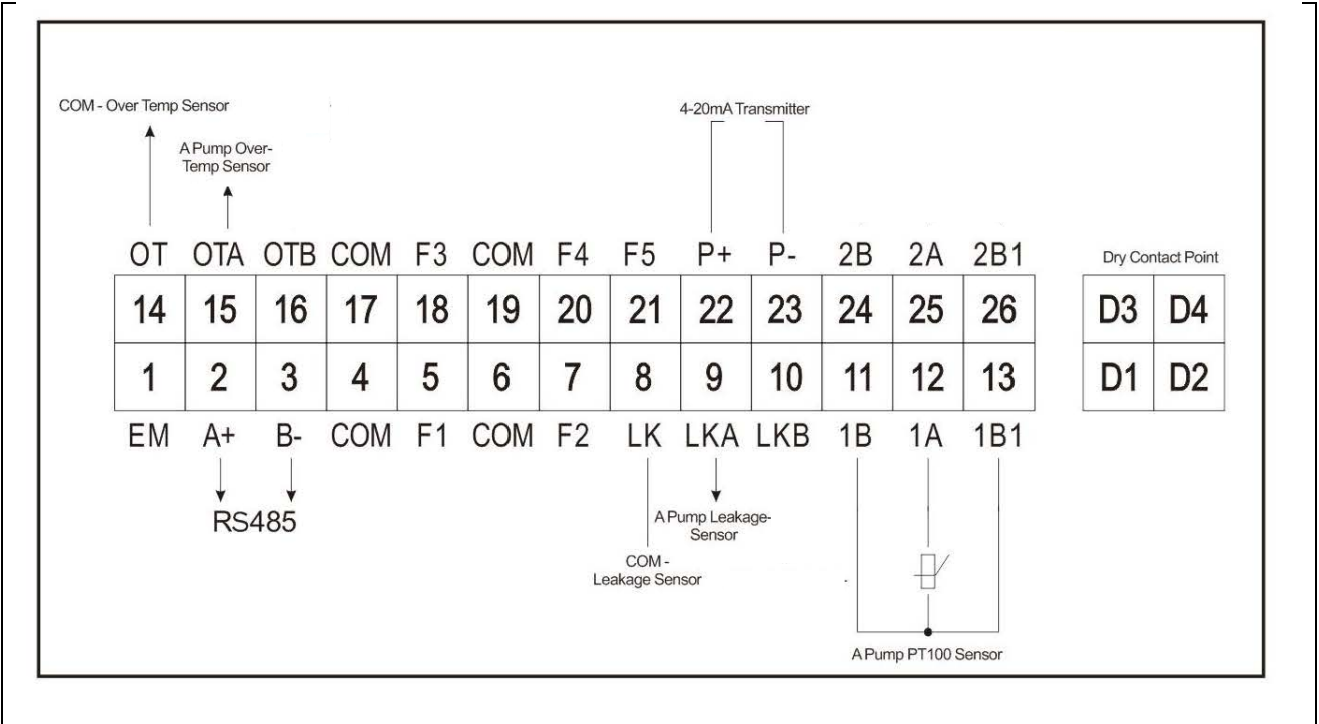 COM - Over Temp Sensor
4-20mA Transmitter
A Pump Over-
Temp Sensor
OT OTA OTB COM F3 COM F4 F5 P+ P- 2B 2A 2B1
Dry Contact Point
14 15 16 17 18 19 20 21 22 23 24 25 26
D3 D4
1 2 3 4 5 6 7 8 9 10 11 12 13
D1 D2
EM A+ B- COM F1 COM F2 LK LKA LKB 1B 1A 1B1
RS485
A Pump Leakage-
Sensor
COM -
Leakage Sensor
A Pump PT100 Sensor